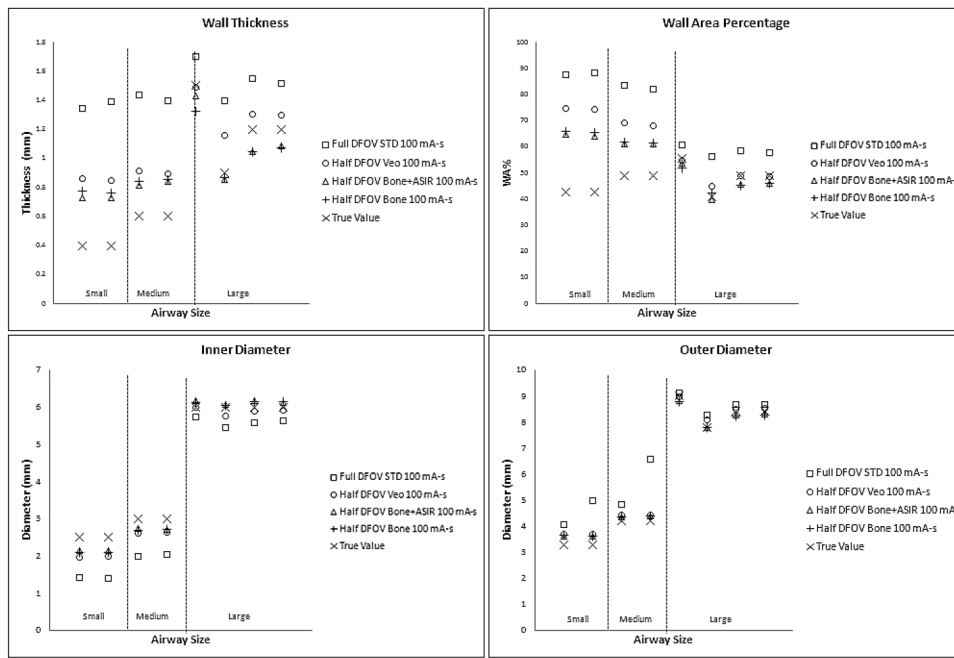 Wall Thickness
1.8
1.6
1.4
1.2
1
0.8
0.6
0.4
0.2
0
Thickness (mm)
Small Medium Large
Airway Size
Full DFOV STD 100 mA-s
Half DFOV Veo 100 mA-s
Half DFOV Bone+ASIR 100 mA-s
Half DFOV Bone 100 mA-s
True Value
Wall Area Percentage
100
90
80
70
60
50
40
30
20
10
0
WA%
Small Medium Large
Airway Size
Full DFOV STD 100 mA-s
Half DFOV Veo 100 mA-s
Half DFOV Bone+ASIR 100 mA-s
Half DFOV Bone 100 mA-s
True Value
Inner Diameter
7
6
5
4
3
2
1
0
Diameter (mm)
Small Medium Large
Airway Size
Full DFOV STD 100 mA-s
Half DFOV Veo 100 mA-s
Half DFOV Bone+ASIR 100 mA-s
Half DFOV Bone 100 mA-s
True Value
Outer Diameter
10
9
8
7
6
5
4
3
2
1
0
Diameter (mm)
Small Medium Large
Airway Size
Full DFOV STD 100 mA-s
Half DFOV Veo 100 mA-s
Half DFOV Bone+ASIR 100 mA-s
Half DFOV Bone 100 mA-s
True Value